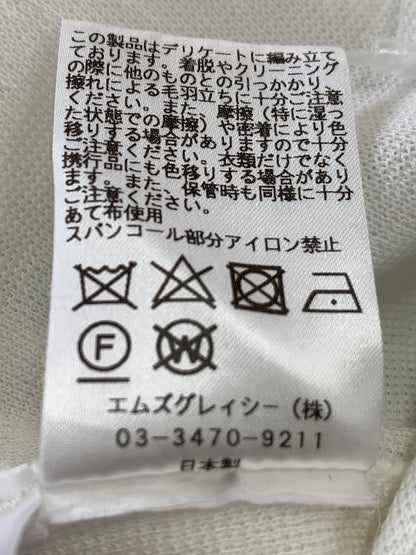 この製品はデリケートに編み立て
ております。着脱やクリーニング
の際に他のものとの引っかかり、
擦れによる毛羽立ちに十分ご注意
ください。また、摩擦（特に湿っ
た状態での摩擦）や密着により色
移りする場合がありますので十分
ご注意ください。衣類だけでなく
携行品にも色移りする場合があり
ます。また、保管時も同様に十分
ご注意ください。
あて布使用
スパンコール部分アイロン禁止
F
W
エムズグレイシー（株）
03-3470-9211
日本製